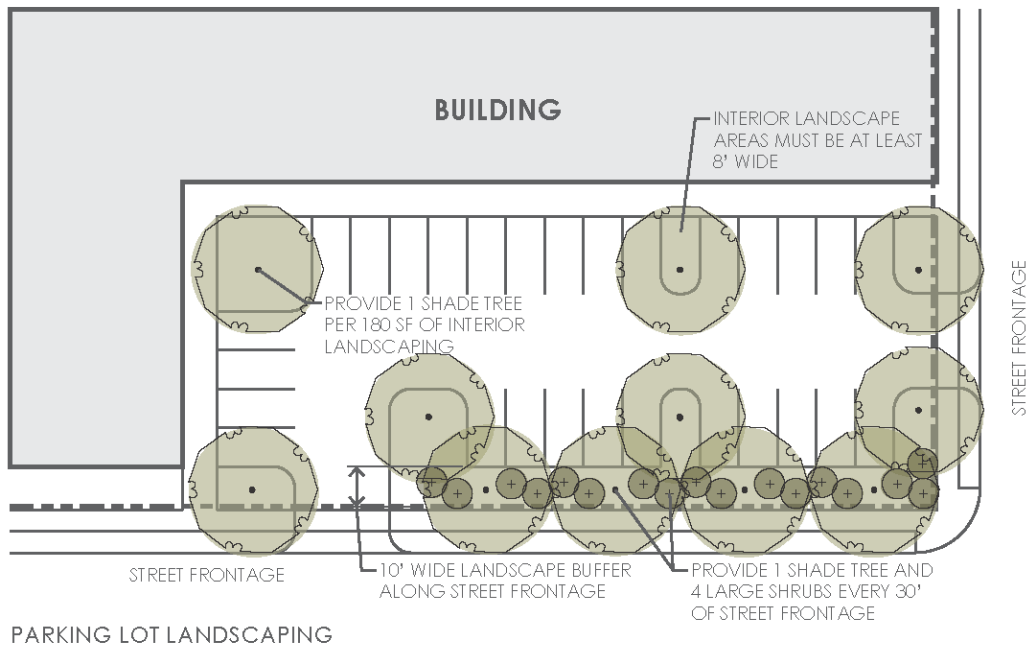 BUILDING
INTERIOR LANDSCAPE
AREAS MUST BE AT LEAST
8' WIDE
PROVIDE 1 SHADE TREE
PER 180 SF OF INTERIOR
LANDSCAPING
STREET FRONTAGE
STREET FRONTAGE
10' WIDE LANDSCAPE BUFFER
ALONG STREET FRONTAGE
PROVIDE 1 SHADE TREE AND
4 LARGE SHRUBS EVERY 30'
OF STREET FRONTAGE
PARKING LOT LANDSCAPING